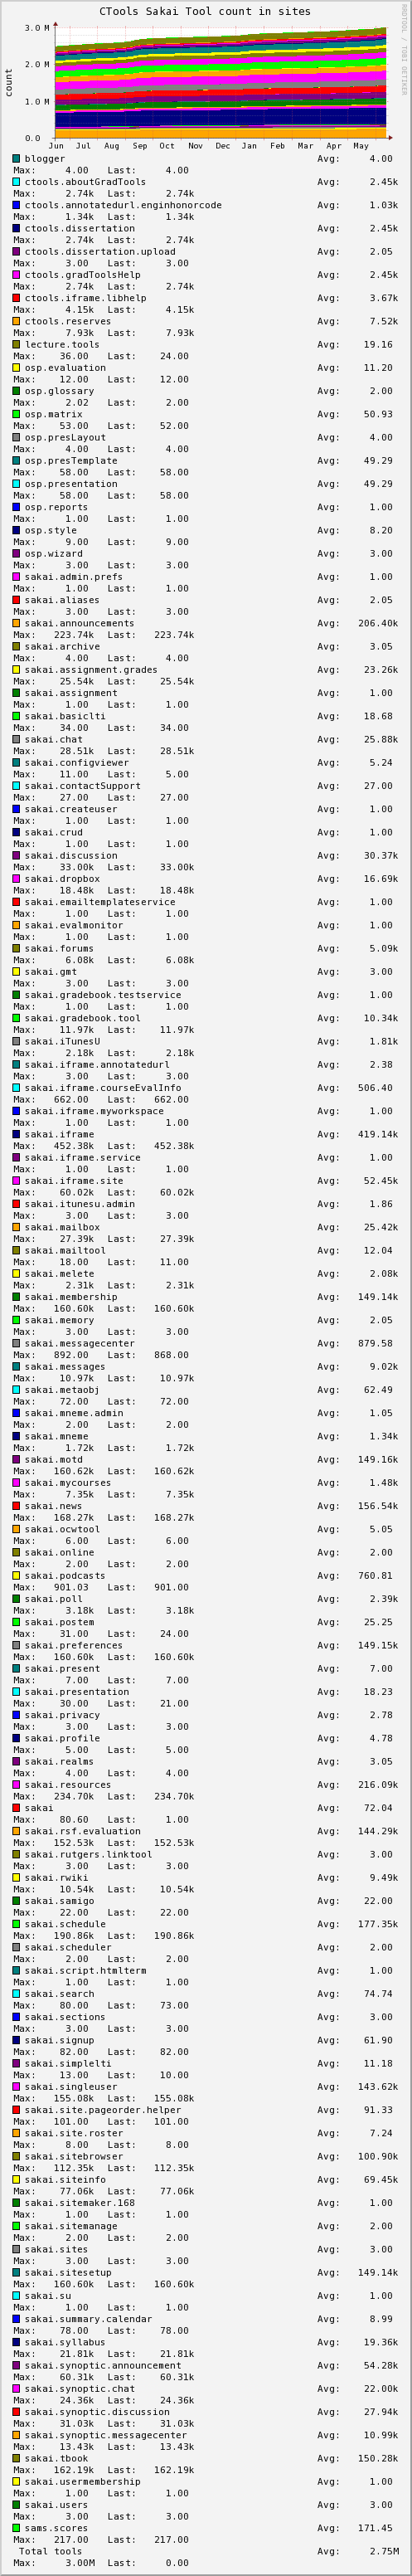 CTools Sakai Tool count in sites
RRDTOOL / TOBI OETIKER
count
3.0 M
2.0 M
1.0 M
0.0
Jun Jul Aug Sep Oct Nov Dec Jan Feb Mar Apr May
blogger Avg: 4.00
Max: 4.00 Last: 4.00
ctools.aboutGradTools Avg: 2.45k
Max: 2.74k Last: 2.74k
ctools.annotatedurl.enginhonorcode Avg: 1.03k
Max: 1.34k Last: 1.34k
ctools.dissertation Avg: 2.45k
Max: 2.74k Last: 2.74k
ctools.dissertation.upload Avg: 2.05
Max: 3.00 Last: 3.00
ctools.gradToolsHelp Avg: 2.45k
Max: 2.74k Last: 2.74k
ctools.iframe.libhelp Avg: 3.67k
Max: 4.15k Last: 4.15k
ctools.reserves Avg: 7.52k
Max: 7.93k Last: 7.93k
lecture.tools Avg: 19.16
Max: 36.00 Last: 24.00
osp.evaluation Avg: 11.20
Max: 12.00 Last: 12.00
osp.glossary Avg: 2.00
Max: 2.02 Last: 2.00
osp.matrix Avg: 50.93
Max: 53.00 Last: 52.00
osp.presLayout Avg: 4.00
Max: 4.00 Last: 4.00
osp.presTemplate Avg: 49.29
Max: 58.00 Last: 58.00
osp.presentation Avg: 49.29
Max: 58.00 Last: 58.00
osp.reports Avg: 1.00
Max: 1.00 Last: 1.00
osp.style Avg: 8.20
Max: 9.00 Last: 9.00
osp.wizard Avg: 3.00
Max: 3.00 Last: 3.00
sakai.admin.prefs Avg: 1.00
Max: 1.00 Last: 1.00
sakai.aliases Avg: 2.05
Max: 3.00 Last: 3.00
sakai.announcements Avg: 206.40k
Max: 223.74k Last: 223.74k
sakai.archive Avg: 3.05
Max: 4.00 Last: 4.00
sakai.assignment.grades Avg: 23.26k
Max: 25.54k Last: 25.54k
sakai.assignment Avg: 1.00
Max: 1.00 Last: 1.00
sakai.basiclti Avg: 18.68
Max: 34.00 Last: 34.00
sakai.chat Avg: 25.88k
Max: 28.51k Last: 28.51k
sakai.configviewer Avg: 5.24
Max: 11.00 Last: 5.00
sakai.contactSupport Avg: 27.00
Max: 27.00 Last: 27.00
sakai.createuser Avg: 1.00
Max: 1.00 Last: 1.00
sakai.crud Avg: 1.00
Max: 1.00 Last: 1.00
sakai.discussion Avg: 30.37k
Max: 33.00k Last: 33.00k
sakai.dropbox Avg: 16.69k
Max: 18.48k Last: 18.48k
sakai.emailtemplateservice Avg: 1.00
Max: 1.00 Last: 1.00
sakai.evalmonitor Avg: 1.00
Max: 1.00 Last: 1.00
sakai.forums Avg: 5.09k
Max: 6.08k Last: 6.08k
sakai.gmt Avg: 3.00
Max: 3.00 Last: 3.00
sakai.gradebook.testservice Avg: 1.00
Max: 1.00 Last: 1.00
sakai.gradebook.tool Avg: 10.34k
Max: 11.97k Last: 11.97k
sakai.iTunesU Avg: 1.81k
Max: 2.18k Last: 2.18k
sakai.iframe.annotatedurl Avg: 2.38
Max: 3.00 Last: 3.00
sakai.iframe.courseEvalInfo Avg: 506.40
Max: 662.00 Last: 662.00
sakai.iframe.myworkspace Avg: 1.00
Max: 1.00 Last: 1.00
sakai.iframe Avg: 419.14k
Max: 452.38k Last: 452.38k
sakai.iframe.service Avg: 1.00
Max: 1.00 Last: 1.00
sakai.iframe.site Avg: 52.45k
Max: 60.02k Last: 60.02k
sakai.itunesu.admin Avg: 1.86
Max: 3.00 Last: 3.00
sakai.mailbox Avg: 25.42k
Max: 27.39k Last: 27.39k
sakai.mailtool Avg: 12.04
Max: 18.00 Last: 11.00
sakai.melete Avg: 2.08k
Max: 2.31k Last: 2.31k
sakai.membership Avg: 149.14k
Max: 160.60k Last: 160.60k
sakai.memory Avg: 2.05
Max: 3.00 Last: 3.00
sakai.messagecenter Avg: 879.58
Max: 892.00 Last: 868.00
sakai.messages Avg: 9.02k
Max: 10.97k Last: 10.97k
sakai.metaobj Avg: 62.49
Max: 72.00 Last: 72.00
sakai.mneme.admin Avg: 1.05
Max: 2.00 Last: 2.00
sakai.mneme Avg: 1.34k
Max: 1.72k Last: 1.72k
sakai.motd Avg: 149.16k
Max: 160.62k Last: 160.62k
sakai.mycourses Avg: 1.48k
Max: 7.35k Last: 7.35k
sakai.news Avg: 156.54k
Max: 168.27k Last: 168.27k
sakai.ocwtool Avg: 5.05
Max: 6.00 Last: 6.00
sakai.online Avg: 2.00
Max: 2.00 Last: 2.00
sakai.podcasts Avg: 760.81
Max: 901.03 Last: 901.00
sakai.poll Avg: 2.39k
Max: 3.18k Last: 3.18k
sakai.postem Avg: 25.25
Max: 31.00 Last: 24.00
sakai.preferences Avg: 149.15k
Max: 160.60k Last: 160.60k
sakai.present Avg: 7.00
Max: 7.00 Last: 7.00
sakai.presentation Avg: 18.23
Max: 30.00 Last: 21.00
sakai.privacy Avg: 2.78
Max: 3.00 Last: 3.00
sakai.profile Avg: 4.78
Max: 5.00 Last: 5.00
sakai.realms Avg: 3.05
Max: 4.00 Last: 4.00
sakai.resources Avg: 216.09k
Max: 234.70k Last: 234.70k
sakai Avg: 72.04
Max: 80.60 Last: 1.00
sakai.rsf.evaluation Avg: 144.29k
Max: 152.53k Last: 152.53k
sakai.rutgers.linktool Avg: 3.00
Max: 3.00 Last: 3.00
sakai.rwiki Avg: 9.49k
Max: 10.54k Last: 10.54k
sakai.samigo Avg: 22.00
Max: 22.00 Last: 22.00
sakai.schedule Avg: 177.35k
Max: 190.86k Last: 190.86k
sakai.scheduler Avg: 2.00
Max: 2.00 Last: 2.00
sakai.script.htmlterm Avg: 1.00
Max: 1.00 Last: 1.00
sakai.search Avg: 74.74
Max: 80.00 Last: 73.00
sakai.sections Avg: 3.00
Max: 3.00 Last: 3.00
sakai.signup Avg: 61.90
Max: 82.00 Last: 82.00
sakai.simplelti Avg: 11.18
Max: 13.00 Last: 10.00
sakai.singleuser Avg: 143.62k
Max: 155.08k Last: 155.08k
sakai.site.pageorder.helper Avg: 91.33
Max: 101.00 Last: 101.00
sakai.site.roster Avg: 7.24
Max: 8.00 Last: 8.00
sakai.sitebrowser Avg: 100.90k
Max: 112.35k Last: 112.35k
sakai.siteinfo Avg: 69.45k
Max: 77.06k Last: 77.06k
sakai.sitemaker.168 Avg: 1.00
Max: 1.00 Last: 1.00
sakai.sitemanage Avg: 2.00
Max: 2.00 Last: 2.00
sakai.sites Avg: 3.00
Max: 3.00 Last: 3.00
sakai.sitesetup Avg: 149.14k
Max: 160.60k Last: 160.60k
sakai.su Avg: 1.00
Max: 1.00 Last: 1.00
sakai.summary.calendar Avg: 8.99
Max: 78.00 Last: 78.00
sakai.syllabus Avg: 19.36k
Max: 21.81k Last: 21.81k
sakai.synoptic.announcement Avg: 54.28k
Max: 60.31k Last: 60.31k
sakai.synoptic.chat Avg: 22.00k
Max: 24.36k Last: 24.36k
sakai.synoptic.discussion Avg: 27.94k
Max: 31.03k Last: 31.03k
sakai.synoptic.messagecenter Avg: 10.99k
Max: 13.43k Last: 13.43k
sakai.tbook Avg: 150.28k
Max: 162.19k Last: 162.19k
sakai.usermembership Avg: 1.00
Max: 1.00 Last: 1.00
sakai.users Avg: 3.00
Max: 3.00 Last: 3.00
sams.scores Avg: 171.45
Max: 217.00 Last: 217.00
Total tools Avg: 2.75M
Max: 3.00M Last: 0.00